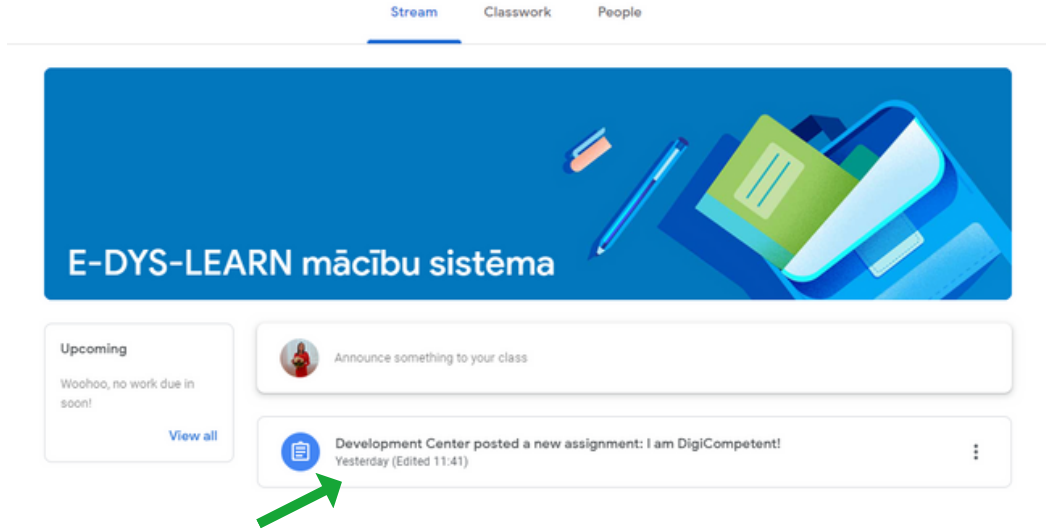 Stream Classwork People
E-DYS-LEARN mācību sistēma
Upcoming
Woohoo, no work due in
soon!
View all
Announce something to your class
Development Center posted a new assignment: I am DigiCompetent!
Yesterday (Edited 11:41)